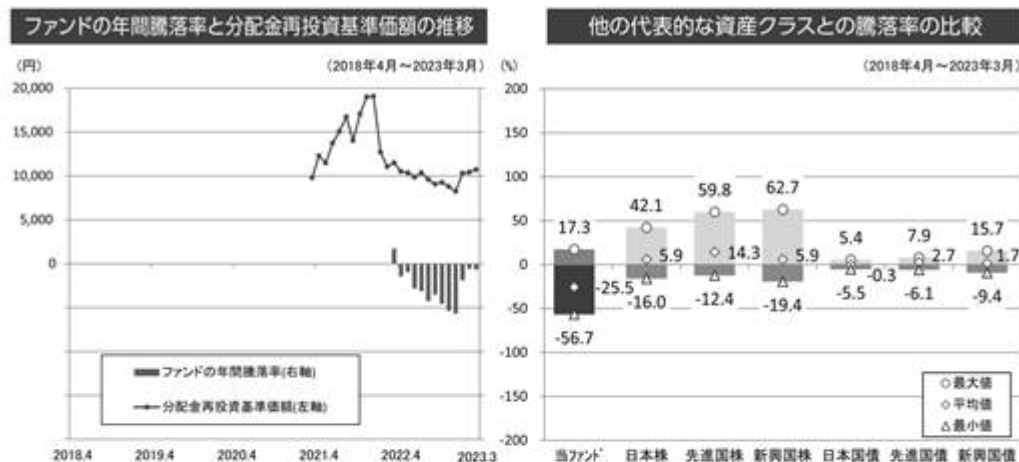 ファンドの年間騰落率と分配金再投資基準価額の推移
(円)
(2018年4月～2023年3月)
20,000
15,000
10,000
5,000
0
ファンドの年間騰落率(右軸)
分配金再投資基準価額(左軸)
2018.4 2019.4 2020.4 2021.4 2022.4 2023.3
他の代表的な資産クラスとの騰落率の比較
(%)
(2018年4月～2023年3月)
200
150
100
50
0
-50
-100
-150
-200
17.3 42.1 59.8 62.7 5.4 7.9 15.7
-25.5 5.9 14.3 5.9 -0.3 2.7 1.7
-56.7 -16.0 -12.4 -19.4 -5.5 -6.1 -9.4
○最大値
◇平均値
△最小値
当ファンド 日本株 先進国株 新興国株 日本国債 先進国債 新興国債